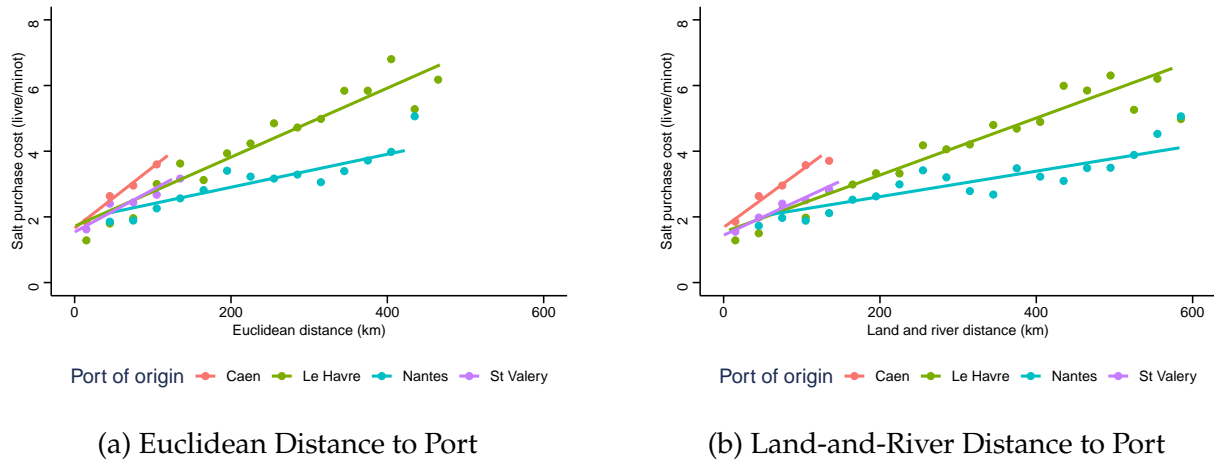 8
6
4
2
0
Salt purchase cost (livre/minot)
0
200
400
600
Euclidean distance (km)
Port of origin Caen Le Havre Nantes St Valery
(a) Euclidean Distance to Port
8
6
4
2
0
Salt purchase cost (livre/minot)
0
200
400
600
Land and river distance (km)
Port of origin Caen Le Havre Nantes St Valery
(b) Land-and-River Distance to Port